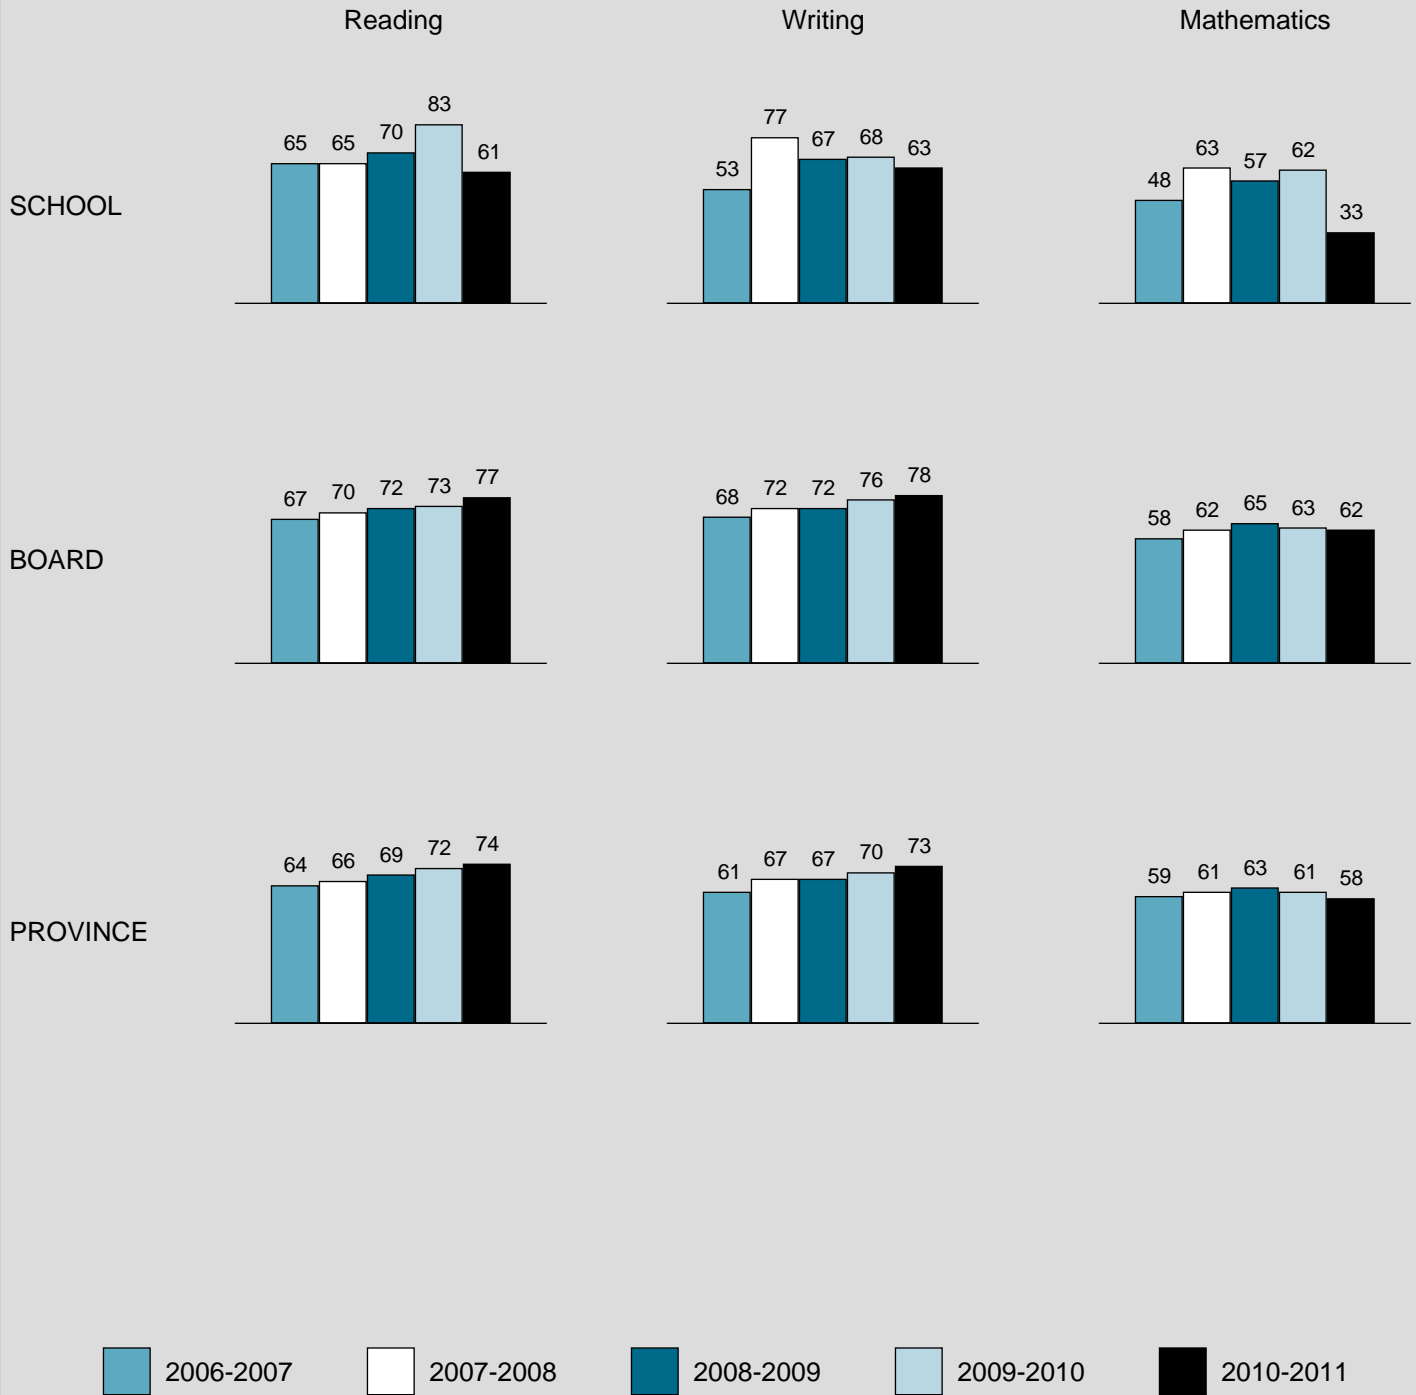 Reading Writing Mathematics
SCHOOL
65 65 70 83 61
53 77 67 68 63
48 63 57 62 33
BOARD
67 70 72 73 77
68 72 72 76 78
58 62 65 63 62
PROVINCE
64 66 69 72 74
61 67 67 70 73
59 61 63 61 58
2006-2007 2007-2008 2008-2009 2009-2010 2010-2011